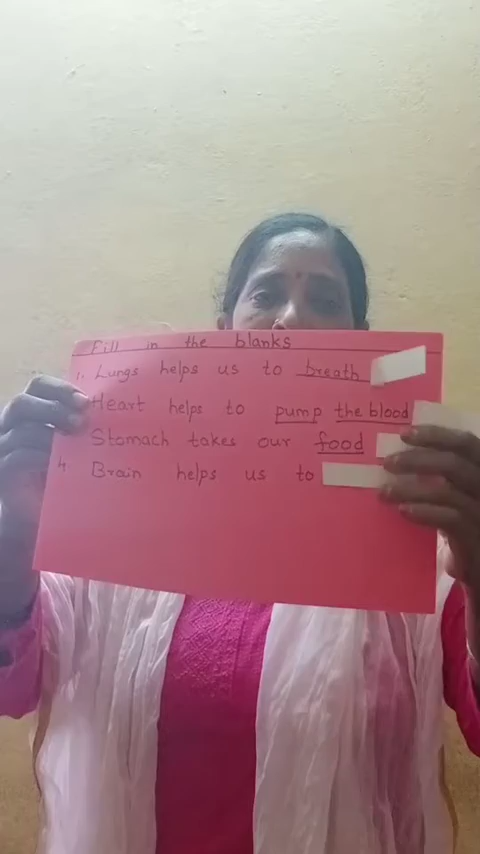 Fill in the blanks
1. Lungs helps us to breath
Heart helps to pump the blood
Stomach takes our food
4. Brain helps us to